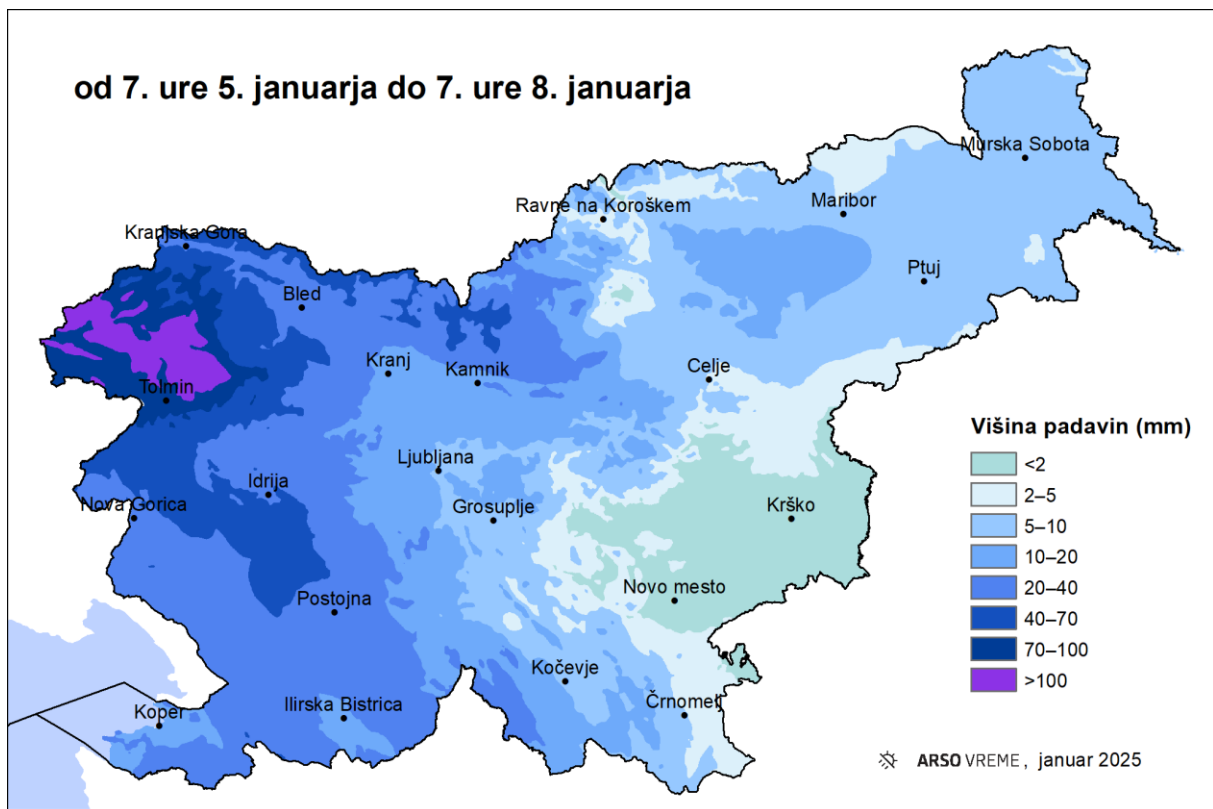 od 7. ure 5. januarja do 7. ure 8. januarja
Murska Sobota
Ravne na Koroškem
Maribor
Kranjska Gora
Ptuj
Bled
Kranj
Kamnik
Celje
Tolmin
Ljubljana
Idrija
Nova Gorica
Grosuplje
Krško
Novo mesto
Postojna
Kočevje
Koper
Ilirska Bistrica
Črnomelj
Višina padavin (mm)
<2
2–5
5–10
10–20
20–40
40–70
70–100
>100
ARSO VREME, januar 2025